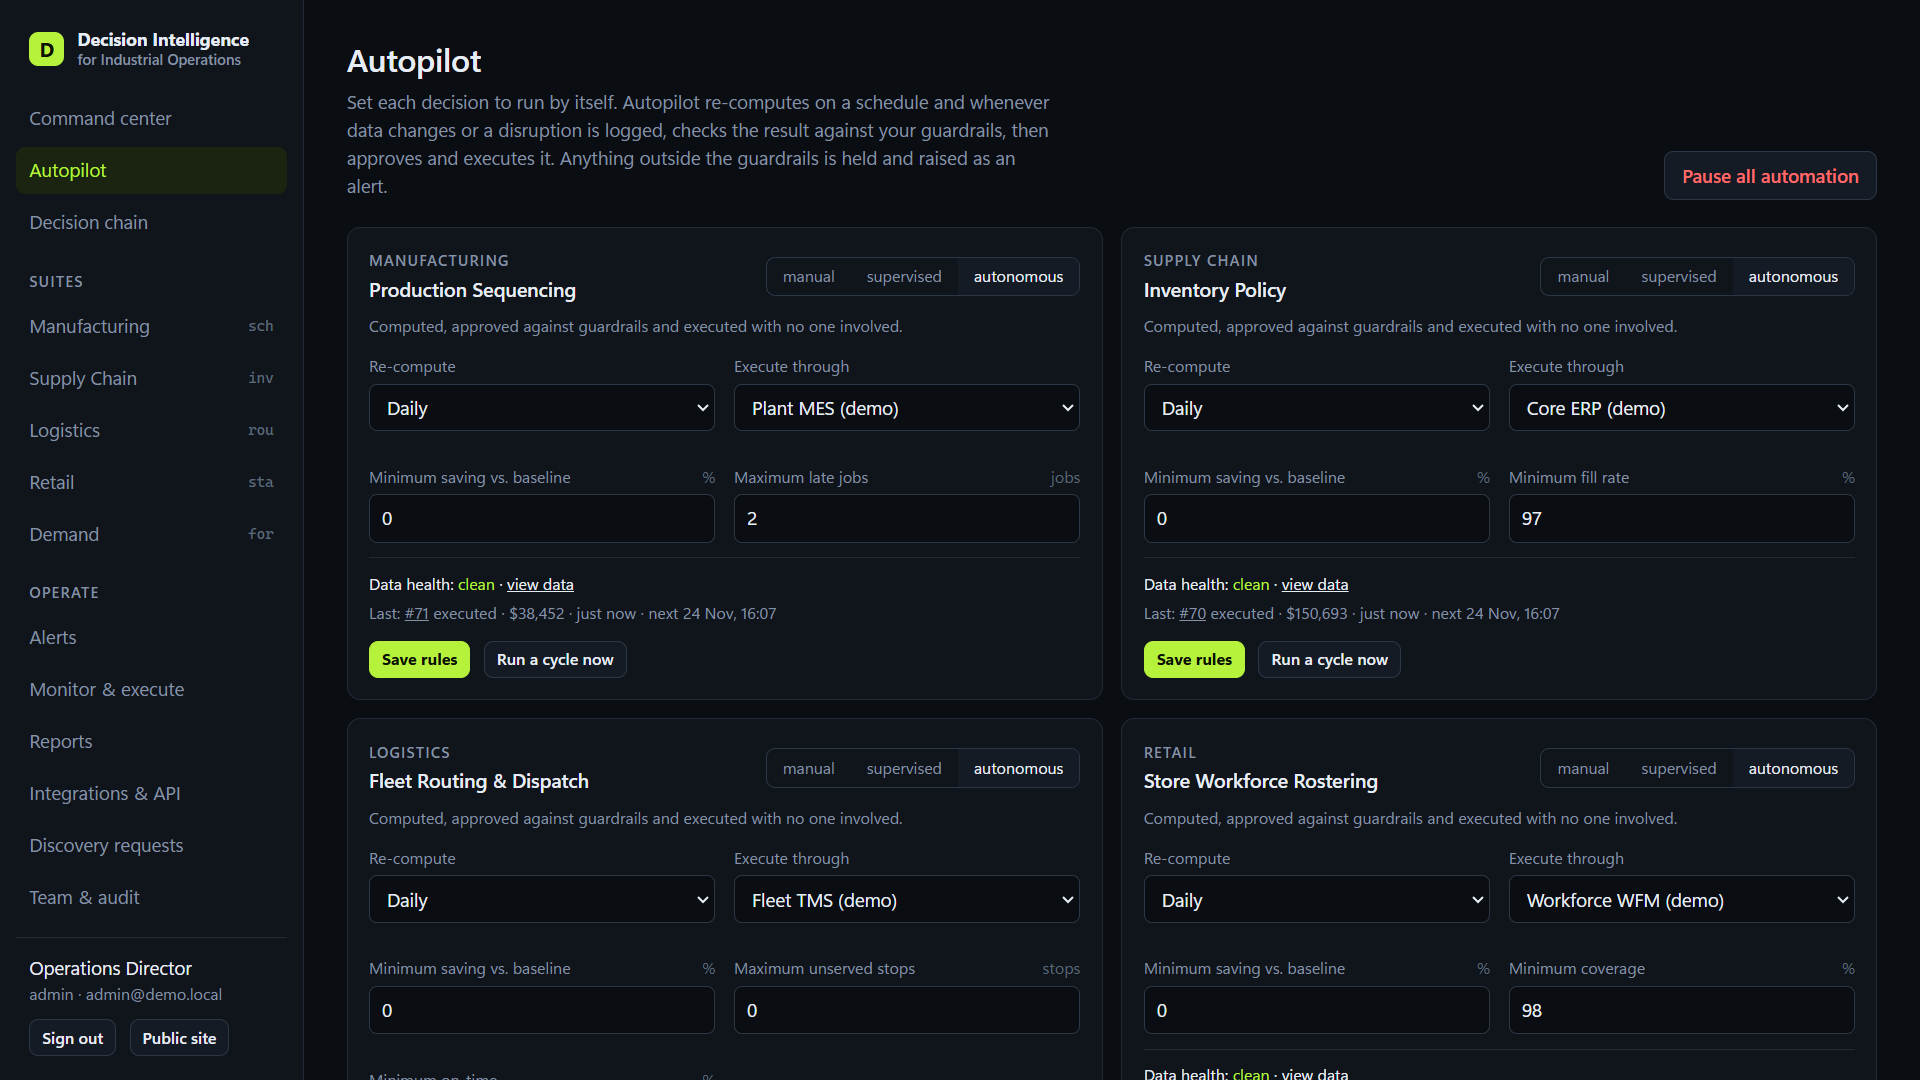 D
Decision Intelligence
for Industrial Operations
Command center
Autopilot
Decision chain
SUITES
Manufacturing sch
Supply Chain inv
Logistics rou
Retail sta
Demand for
OPERATE
Alerts
Monitor & execute
Reports
Integrations & API
Discovery requests
Team & audit
Operations Director
admin · admin@demo.local
Sign out Public site
Autopilot
Set each decision to run by itself. Autopilot re-computes on a schedule and whenever
data changes or a disruption is logged, checks the result against your guardrails, then
approves and executes it. Anything outside the guardrails is held and raised as an
alert.
Pause all automation
MANUFACTURING
Production Sequencing
manual supervised autonomous
Computed, approved against guardrails and executed with no one involved.
Re-compute Execute through
Daily Plant MES (demo)
Minimum saving vs. baseline % Maximum late jobs jobs
0 2
Data health: clean · view data
Last: #71 executed · $38,452 · just now · next 24 Nov, 16:07
Save rules Run a cycle now
SUPPLY CHAIN
Inventory Policy
manual supervised autonomous
Computed, approved against guardrails and executed with no one involved.
Re-compute Execute through
Daily Core ERP (demo)
Minimum saving vs. baseline % Minimum fill rate %
0 97
Data health: clean · view data
Last: #70 executed · $150,693 · just now · next 24 Nov, 16:07
Save rules Run a cycle now
LOGISTICS
Fleet Routing & Dispatch
manual supervised autonomous
Computed, approved against guardrails and executed with no one involved.
Re-compute Execute through
Daily Fleet TMS (demo)
Minimum saving vs. baseline % Maximum unserved stops stops
0 0
Minimum on-time %
RETAIL
Store Workforce Rostering
manual supervised autonomous
Computed, approved against guardrails and executed with no one involved.
Re-compute Execute through
Daily Workforce WFM (demo)
Minimum saving vs. baseline % Minimum coverage %
0 98
Data health: clean · view data